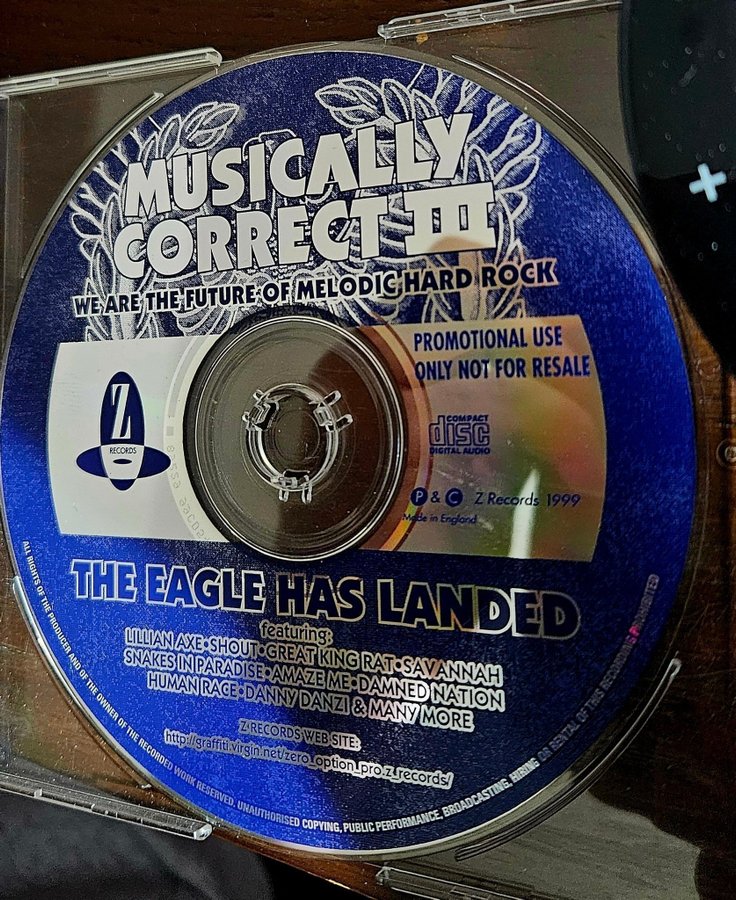 MUSICALLY
CORRECT III
WE ARE THE FUTURE OF MELODIC HARD ROCK
PROMOTIONAL USE
ONLY NOT FOR RESALE
Z
RECORDS
COMPACT
disc
DIGITAL AUDIO
P & C Z Records 1999
Made in England
THE EAGLE HAS LANDED
featuring:
LILLIAN AXE•SHOUT•GREAT KING RAT•SAVANNAH
SNAKES IN PARADISE•AMAZE ME•DAMNED NATION
HUMAN RACE•DANNY DANZI & MANY MORE
Z RECORDS WEB SITE:
http://graffiti.virgin.net/zero_option_pro.z_records/
ALL RIGHTS OF THE PRODUCER AND OF THE OWNER OF THE RECORDED WORK RESERVED. UNAUTHORISED COPYING, PUBLIC PERFORMANCE, BROADCASTING, HIRING OR RENTAL OF THIS RECORDING PROHIBITED